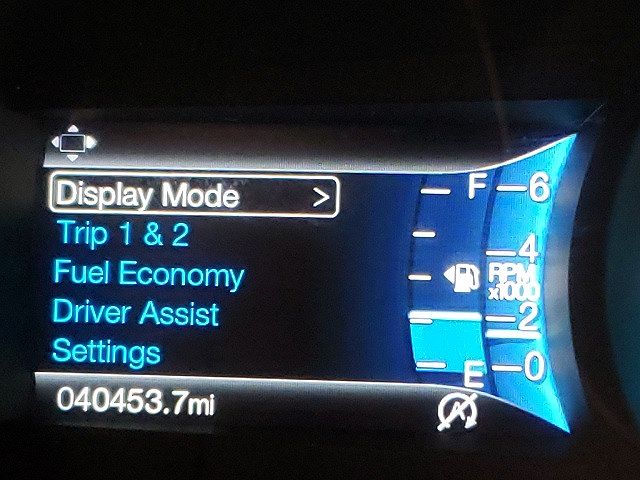 Display Mode >
Trip 1 & 2
Fuel Economy
Driver Assist
Settings
040453.7mi
F
E
6
4
RPM
x1000
2
0
A